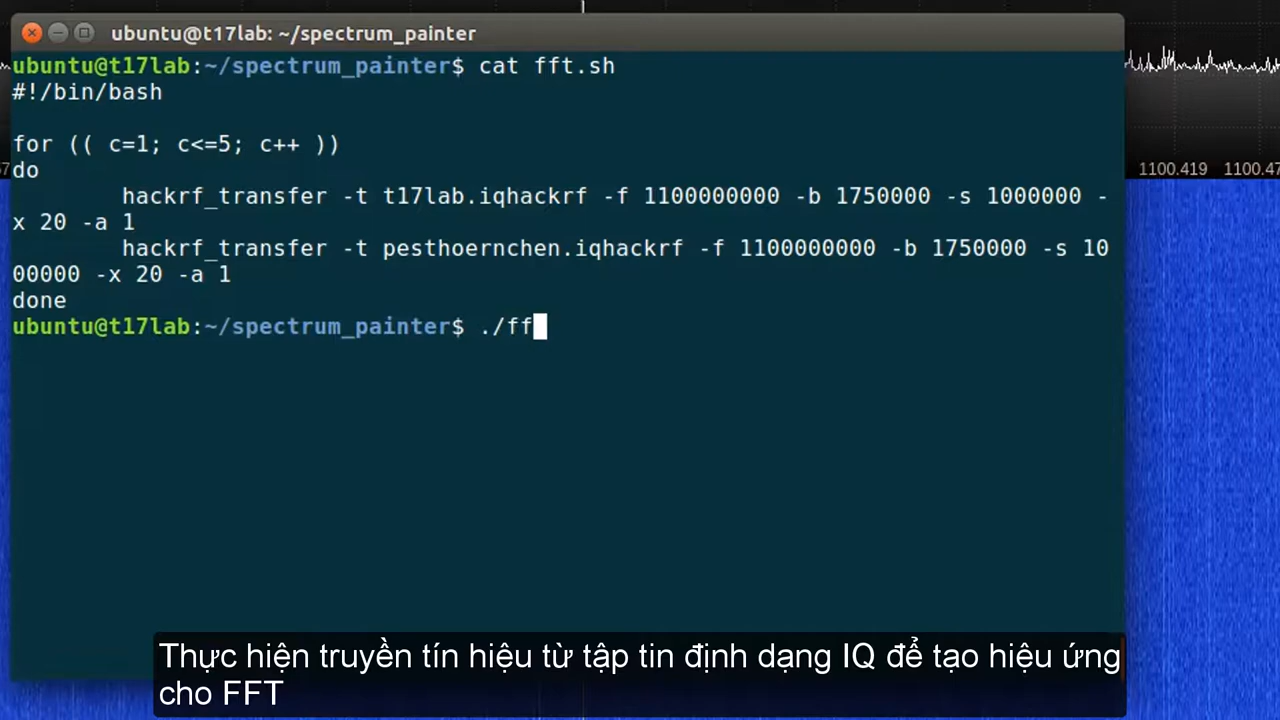 ubuntu@t17lab: ~/spectrum_painter
ubuntu@t17lab:~/spectrum_painter$ cat fft.sh
#!/bin/bash
for (( c=1; c<=5; c++ ))
do
hackrf_transfer -t t17lab.iqhackrf -f 1100000000 -b 1750000 -s 1000000 -
x 20 -a 1
hackrf_transfer -t pesthoernchen.iqhackrf -f 1100000000 -b 1750000 -s 10
00000 -x 20 -a 1
done
ubuntu@t17lab:~/spectrum_painter$ ./ff
1100.419 1100.47
Thực hiện truyền tín hiệu từ tập tin định dạng IQ để tạo hiệu ứng
cho FFT